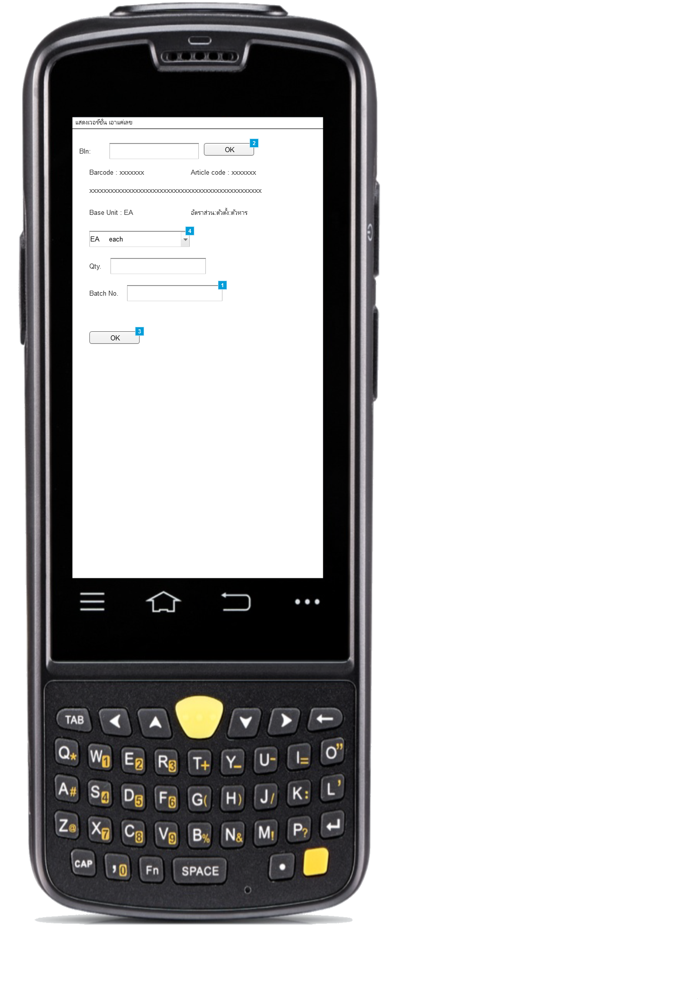 แสดงเวอร์ชั่น เอาแค่เลข
BIn:
OK
2
Barcode : xxxxxxx
Article code : xxxxxxx
xxxxxxxxxxxxxxxxxxxxxxxxxxxxxxxxxxxxxxxxxxxxxxxxx
Base Unit : EA
อัตราส่วน:ตัวตั้ง:ตัวหาร
EA each
4
Qty.
Batch No.
1
OK
3
TAB
Q* W1 E2 R3 T+ Y_ U- I= O"
A# S4 D5 F6 G( H) J/ K: L'
Z@ X7 C8 V9 B% N& M! P?
CAP ,0 Fn SPACE .